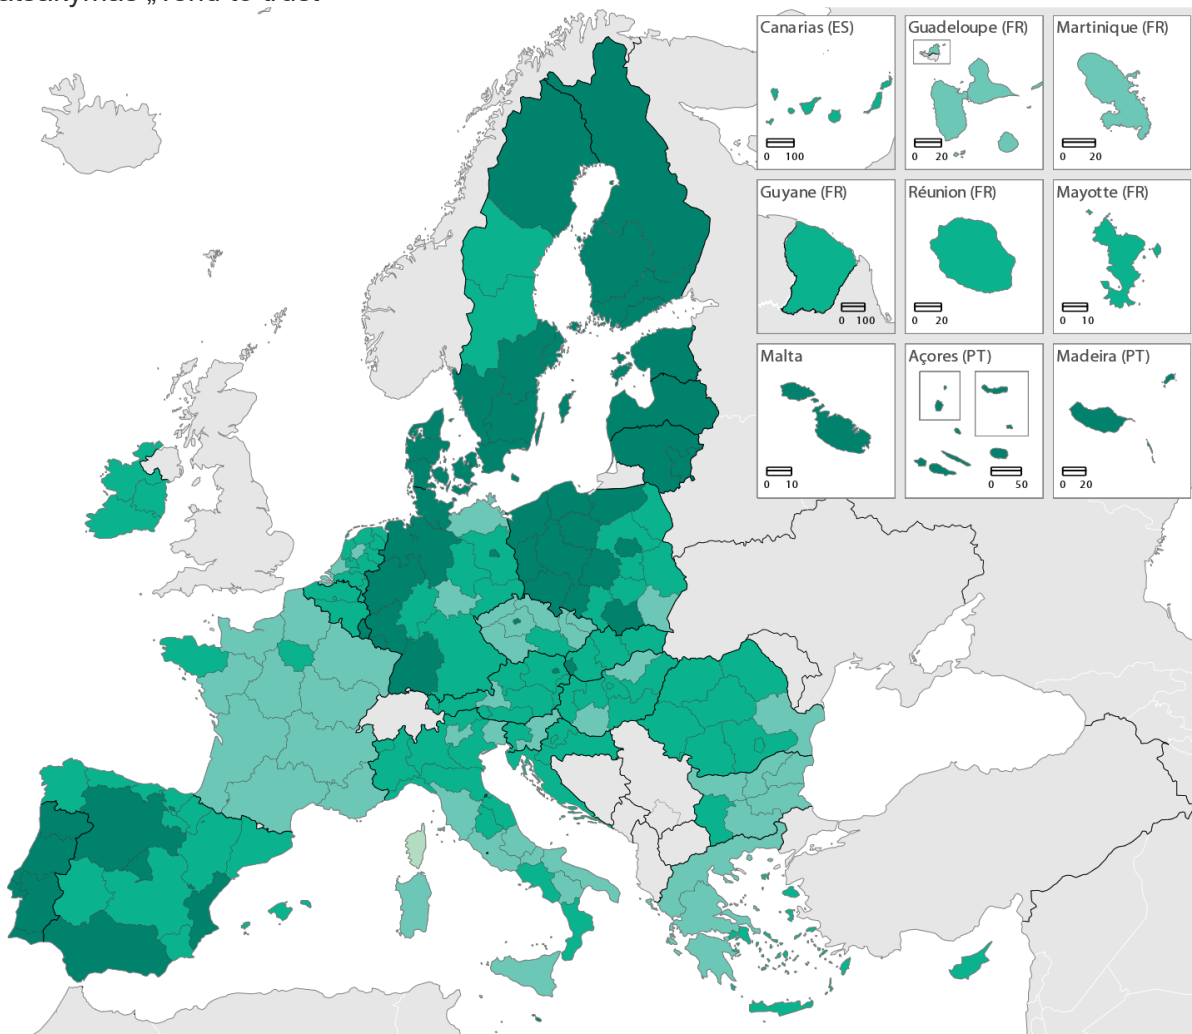 Canarias (ES)
0 100
Guadeloupe (FR)
0 20
Martinique (FR)
0 20
Guyane (FR)
0 100
Réunion (FR)
0 20
Mayotte (FR)
0 10
Malta
0 10
Açores (PT)
0 50
Madeira (PT)
0 20